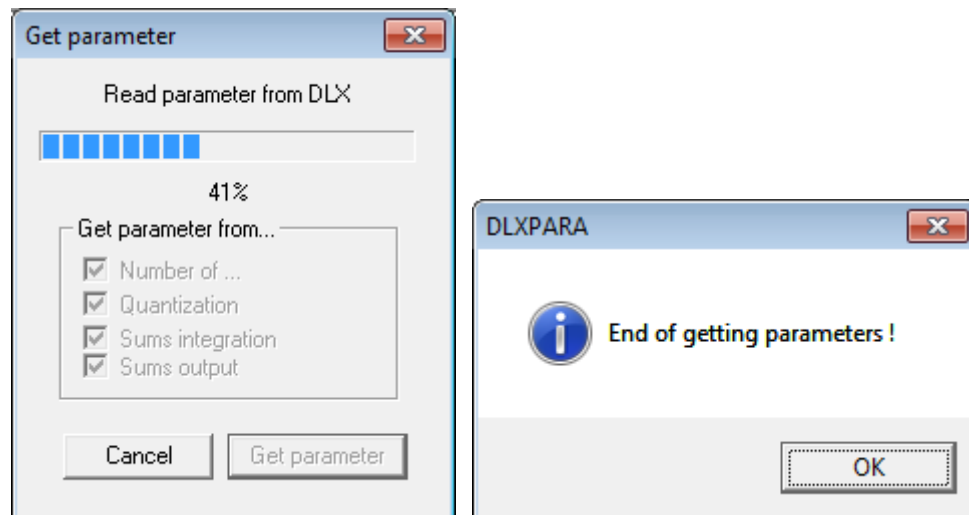 Get parameter
Read parameter from DLX
41%
Get parameter from...
Number of ...
Quantization
Sums integration
Sums output
Cancel
Get parameter
DLXPARA
End of getting parameters !
OK